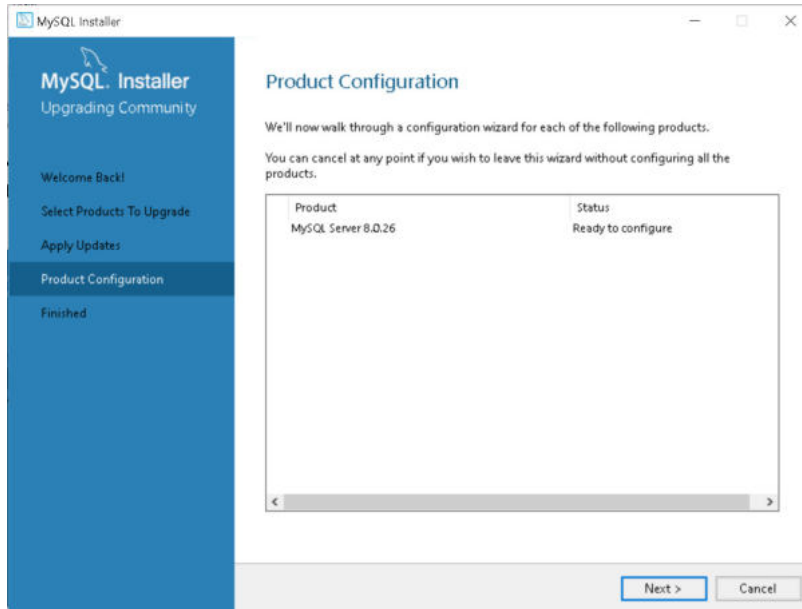 MySQL Installer
MySQL. Installer
Upgrading Community
Welcome Back!
Select Products To Upgrade
Apply Updates
Product Configuration
Finished
Product Configuration
We'll now walk through a configuration wizard for each of the following products.
You can cancel at any point if you wish to leave this wizard without configuring all the
products.
Product Status
MySQL Server 8.0.26 Ready to configure
Next > Cancel